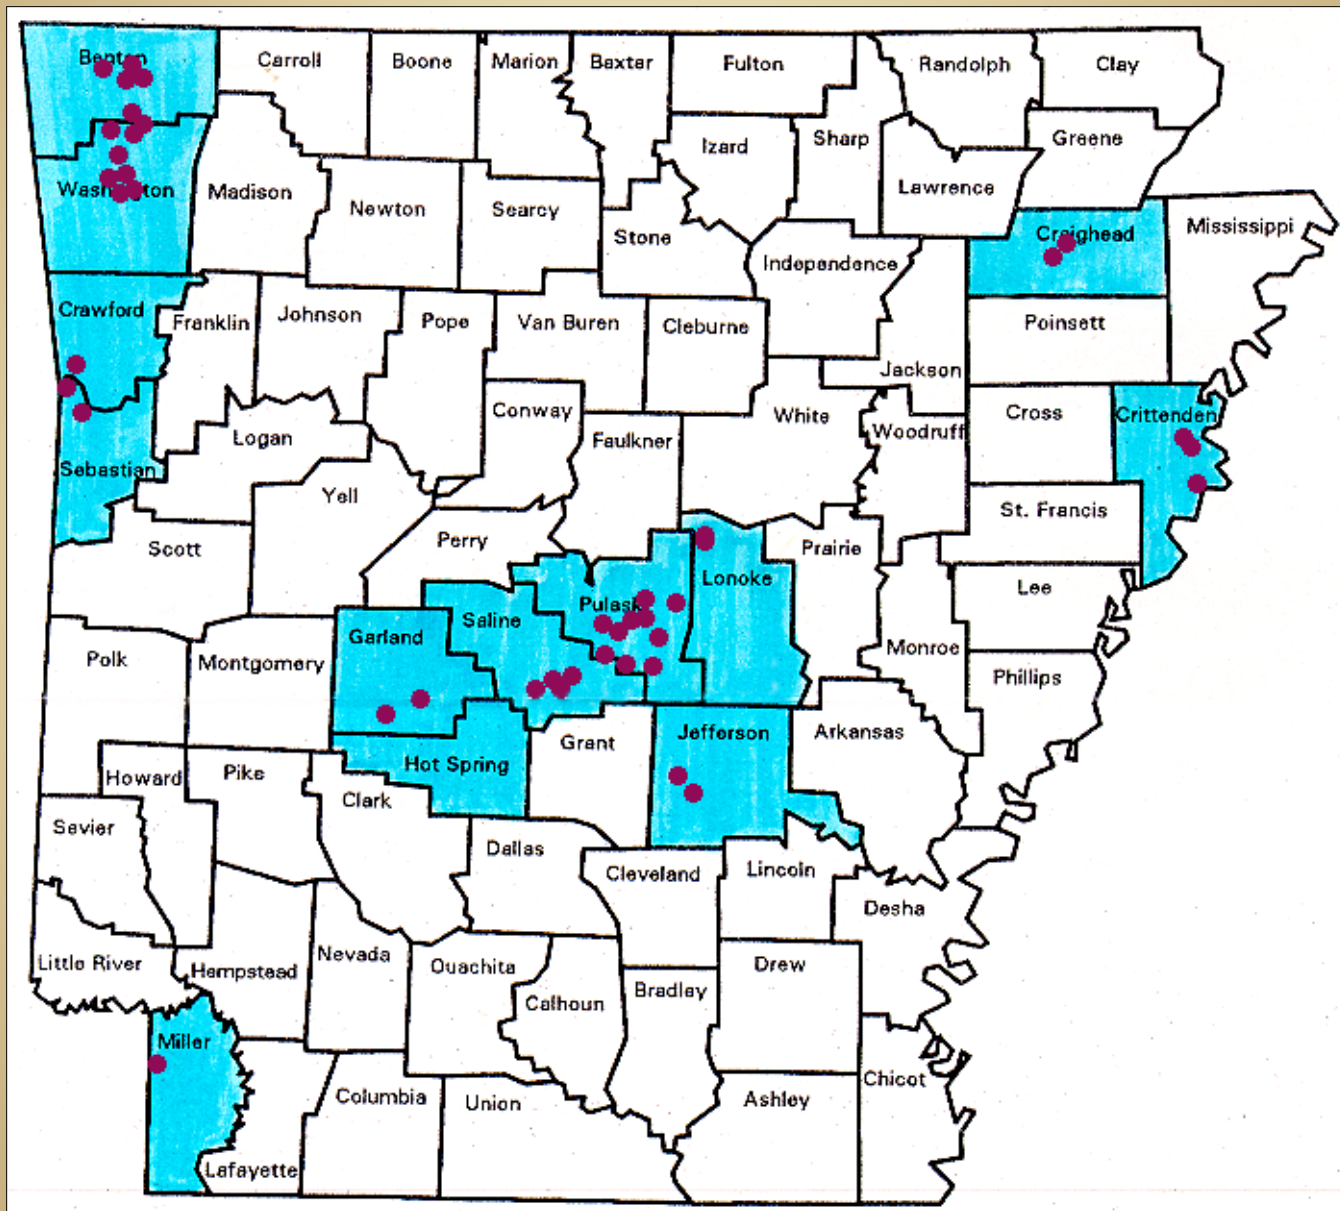 Benton
Carroll
Boone
Marion
Baxter
Fulton
Randolph
Clay
Sharp
Izard
Greene
Lawrence
Washington
Madison
Newton
Searcy
Stone
Independence
Craighead
Mississippi
Crawford
Franklin
Johnson
Pope
Van Buren
Cleburne
Poinsett
Jackson
Conway
White
Cross
Crittenden
Woodruff
Logan
Faulkner
Sebastian
Yell
St. Francis
Scott
Perry
Prairie
Lonoke
Lee
Pulask
Saline
Garland
Polk
Montgomery
Monroe
Phillips
Jefferson
Arkansas
Grant
Hot Spring
Howard
Pike
Clark
Sevier
Dallas
Cleveland
Lincoln
Desha
Little River
Hempstead
Nevada
Ouachita
Calhoun
Bradley
Drew
Miller
Columbia
Union
Ashley
Chicot
Lafayette